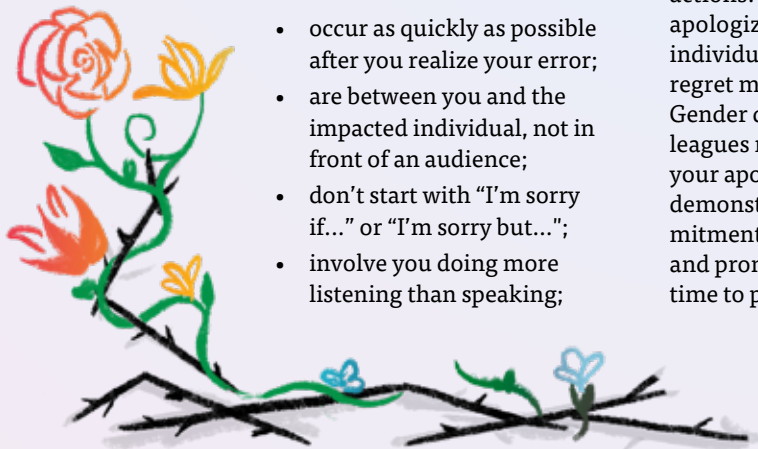 • occur as quickly as possible
after you realize your error;
• are between you and the
impacted individual, not in
front of an audience;
• don’t start with “I’m sorry
if…” or “I’m sorry but…";
• involve you doing more
listening than speaking;
apologiz
individu
regret m
Gender d
leagues n
your apo
demonst
mitment
and pron
time to p